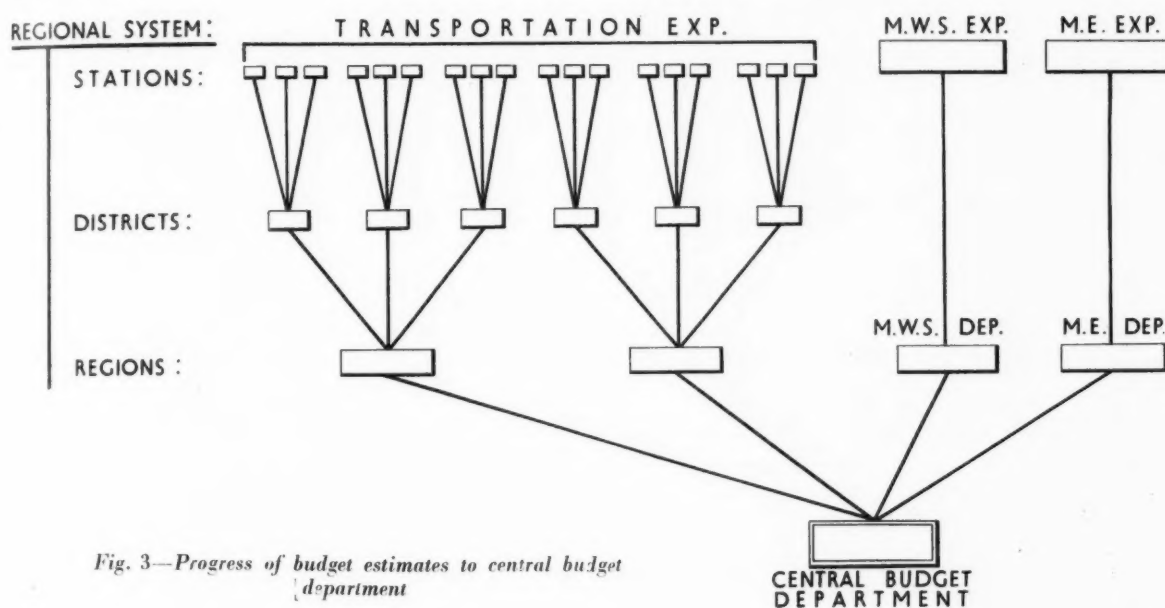 REGIONAL SYSTEM:
TRANSPORTATION EXP.
M.W.S. EXP.
M.E. EXP.
STATIONS:
DISTRICTS:
M.W.S. DEP.
M.E. DEP.
REGIONS:
Fig. 3—Progress of budget estimates to central budget
department
CENTRAL BUDGET
DEPARTMENT